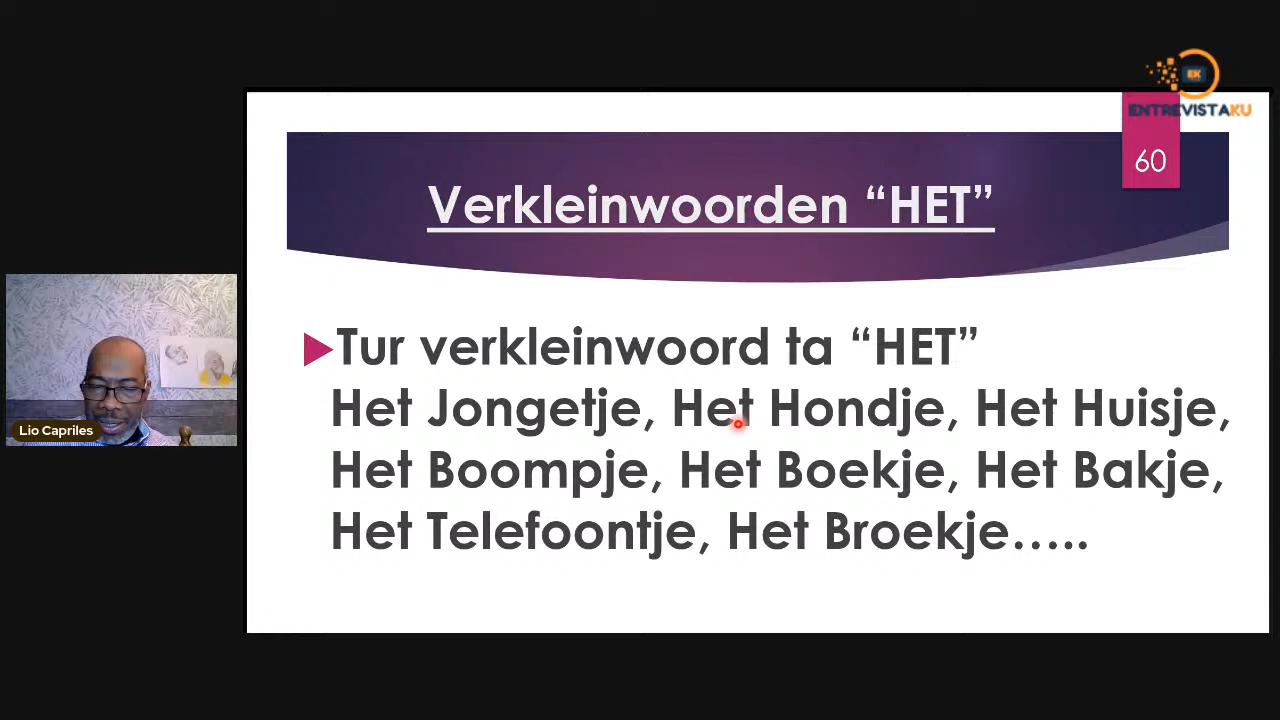 EK
ENTREVISTAKU
60
Verkleinwoorden “HET”
Tur verkleinwoord ta “HET”
Het Jongetje, Het Hondje, Het Huisje,
Het Boompje, Het Boekje, Het Bakje,
Het Telefoontje, Het Broekje…..
Lio Capriles